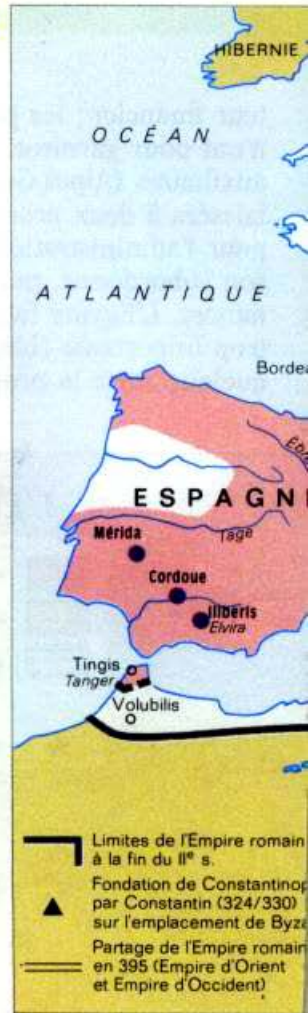 HIBERNIE
OCÉAN
ATLANTIQUE
Bordea
Èbr
ESPAGN
Tage
Mérida
Cordoue
Illiberis
Elvira
Tingis
Tanger
Volubilis
Limites de l'Empire romain
à la fin du IIe s.
Fondation de Constantinop
par Constantin (324/330)
sur l'emplacement de Byza
Partage de l'Empire romain
en 395 (Empire d'Orient
et Empire d'Occident)